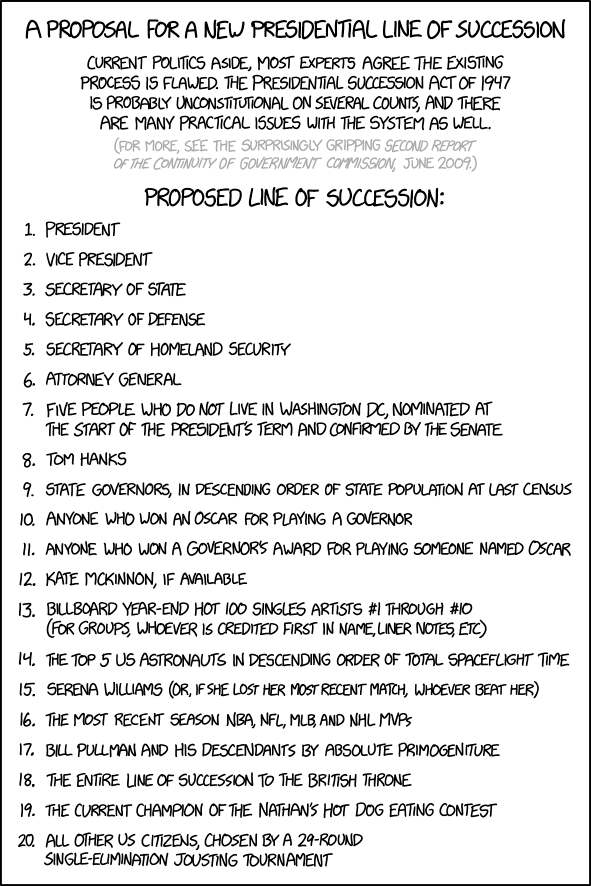 A PROPOSAL FOR A NEW PRESIDENTIAL LINE OF SUCCESSION
CURRENT POLITICS ASIDE, MOST EXPERTS AGREE THE EXISTING
PROCESS IS FLAWED. THE PRESIDENTIAL SUCCESSION ACT OF 1947
IS PROBABLY UNCONSTITUTIONAL ON SEVERAL COUNTS, AND THERE
ARE MANY PRACTICAL ISSUES WITH THE SYSTEM AS WELL.
(FOR MORE, SEE THE SURPRISINGLY GRIPPING SECOND REPORT
OF THE CONTINUITY OF GOVERNMENT COMMISSION, JUNE 2009.)
PROPOSED LINE OF SUCCESSION:
1. PRESIDENT
2. VICE PRESIDENT
3. SECRETARY OF STATE
4. SECRETARY OF DEFENSE
5. SECRETARY OF HOMELAND SECURITY
6. ATTORNEY GENERAL
7. FIVE PEOPLE WHO DO NOT LIVE IN WASHINGTON DC, NOMINATED AT
THE START OF THE PRESIDENT'S TERM AND CONFIRMED BY THE SENATE
8. TOM HANKS
9. STATE GOVERNORS, IN DESCENDING ORDER OF STATE POPULATION AT LAST CENSUS
10. ANYONE WHO WON AN OSCAR FOR PLAYING A GOVERNOR
11. ANYONE WHO WON A GOVERNOR'S AWARD FOR PLAYING SOMEONE NAMED OSCAR
12. KATE MCKINNON, IF AVAILABLE
13. BILLBOARD YEAR-END HOT 100 SINGLES ARTISTS #1 THROUGH #10
(FOR GROUPS, WHOEVER IS CREDITED FIRST IN NAME, LINER NOTES, ETC)
14. THE TOP 5 US ASTRONAUTS IN DESCENDING ORDER OF TOTAL SPACEFLIGHT TIME
15. SERENA WILLIAMS (OR, IF SHE LOST HER MOST RECENT MATCH, WHOEVER BEAT HER)
16. THE MOST RECENT SEASON NBA, NFL, MLB, AND NHL MVPs
17. BILL PULLMAN AND HIS DESCENDANTS BY ABSOLUTE PRIMOGENITURE
18. THE ENTIRE LINE OF SUCCESSION TO THE BRITISH THRONE
19. THE CURRENT CHAMPION OF THE NATHAN'S HOT DOG EATING CONTEST
20. ALL OTHER US CITIZENS, CHOSEN BY A 29-ROUND
SINGLE-ELIMINATION JOUSTING TOURNAMENT